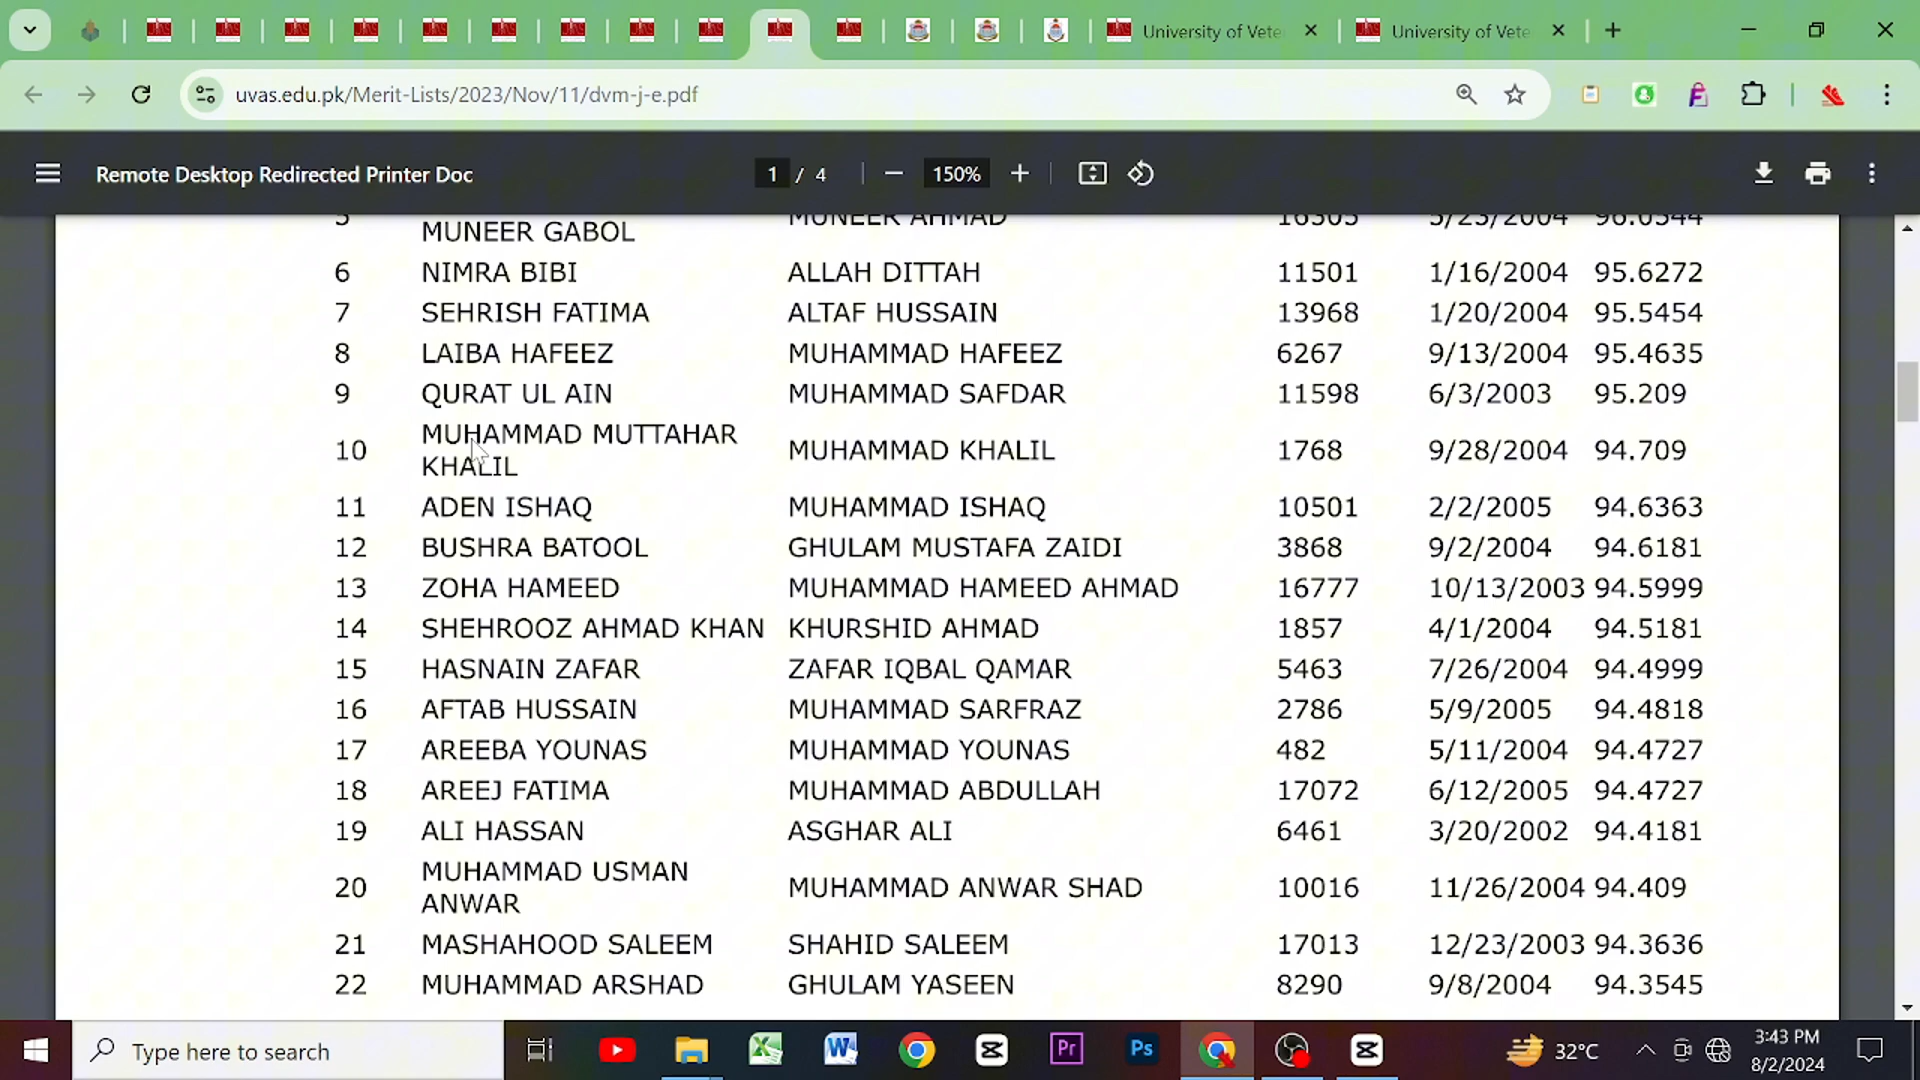 University of Vete
University of Vete
uvas.edu.pk/Merit-Lists/2023/Nov/11/dvm-j-e.pdf
Remote Desktop Redirected Printer Doc
1 / 4
150%
5 MUNEER AHMAD 16305 5/23/2004 96.0544
MUNEER GABOL
6 NIMRA BIBI ALLAH DITTAH 11501 1/16/2004 95.6272
7 SEHRISH FATIMA ALTAF HUSSAIN 13968 1/20/2004 95.5454
8 LAIBA HAFEEZ MUHAMMAD HAFEEZ 6267 9/13/2004 95.4635
9 QURAT UL AIN MUHAMMAD SAFDAR 11598 6/3/2003 95.209
MUHAMMAD MUTTAHAR
10 KHALIL MUHAMMAD KHALIL 1768 9/28/2004 94.709
11 ADEN ISHAQ MUHAMMAD ISHAQ 10501 2/2/2005 94.6363
12 BUSHRA BATOOL GHULAM MUSTAFA ZAIDI 3868 9/2/2004 94.6181
13 ZOHA HAMEED MUHAMMAD HAMEED AHMAD 16777 10/13/2003 94.5999
14 SHEHROOZ AHMAD KHAN KHURSHID AHMAD 1857 4/1/2004 94.5181
15 HASNAIN ZAFAR ZAFAR IQBAL QAMAR 5463 7/26/2004 94.4999
16 AFTAB HUSSAIN MUHAMMAD SARFRAZ 2786 5/9/2005 94.4818
17 AREEBA YOUNAS MUHAMMAD YOUNAS 482 5/11/2004 94.4727
18 AREEJ FATIMA MUHAMMAD ABDULLAH 17072 6/12/2005 94.4727
19 ALI HASSAN ASGHAR ALI 6461 3/20/2002 94.4181
MUHAMMAD USMAN
20 ANWAR MUHAMMAD ANWAR SHAD 10016 11/26/2004 94.409
21 MASHAHOOD SALEEM SHAHID SALEEM 17013 12/23/2003 94.3636
22 MUHAMMAD ARSHAD GHULAM YASEEN 8290 9/8/2004 94.3545
Type here to search
Pr
Ps
32°C
3:43 PM
8/2/2024